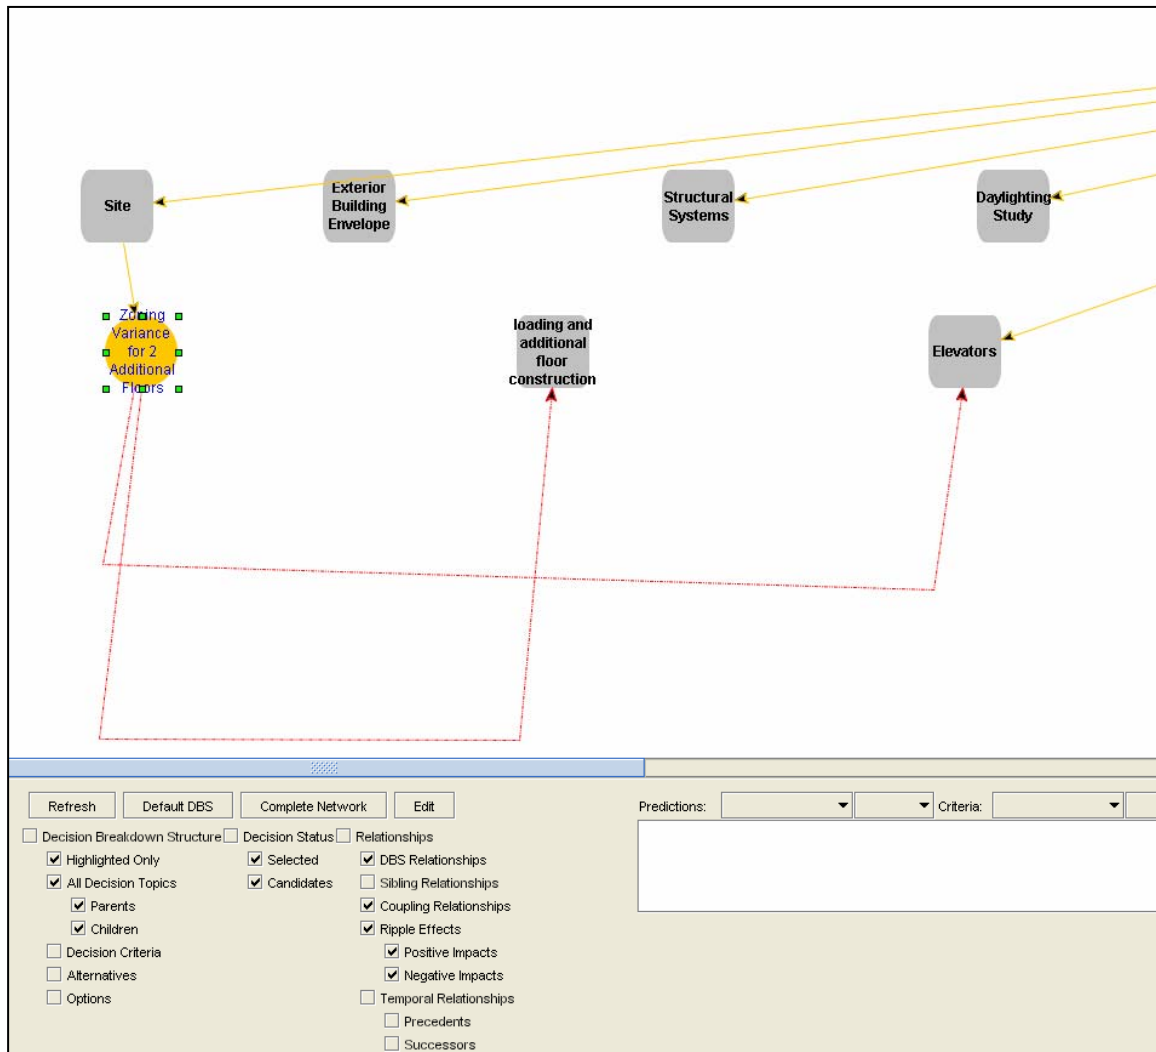 Site
Exterior
Building
Envelope
Structural
Systems
Daylighting
Study
Zoning
Variance
for 2
Additional
Floors
loading and
additional
floor
construction
Elevators
Refresh
Default DBS
Complete Network
Edit
Predictions:
Criteria:
Decision Breakdown Structure
Highlighted Only
All Decision Topics
Parents
Children
Decision Criteria
Alternatives
Options
Decision Status
Selected
Candidates
Relationships
DBS Relationships
Sibling Relationships
Coupling Relationships
Ripple Effects
Positive Impacts
Negative Impacts
Temporal Relationships
Precedents
Successors